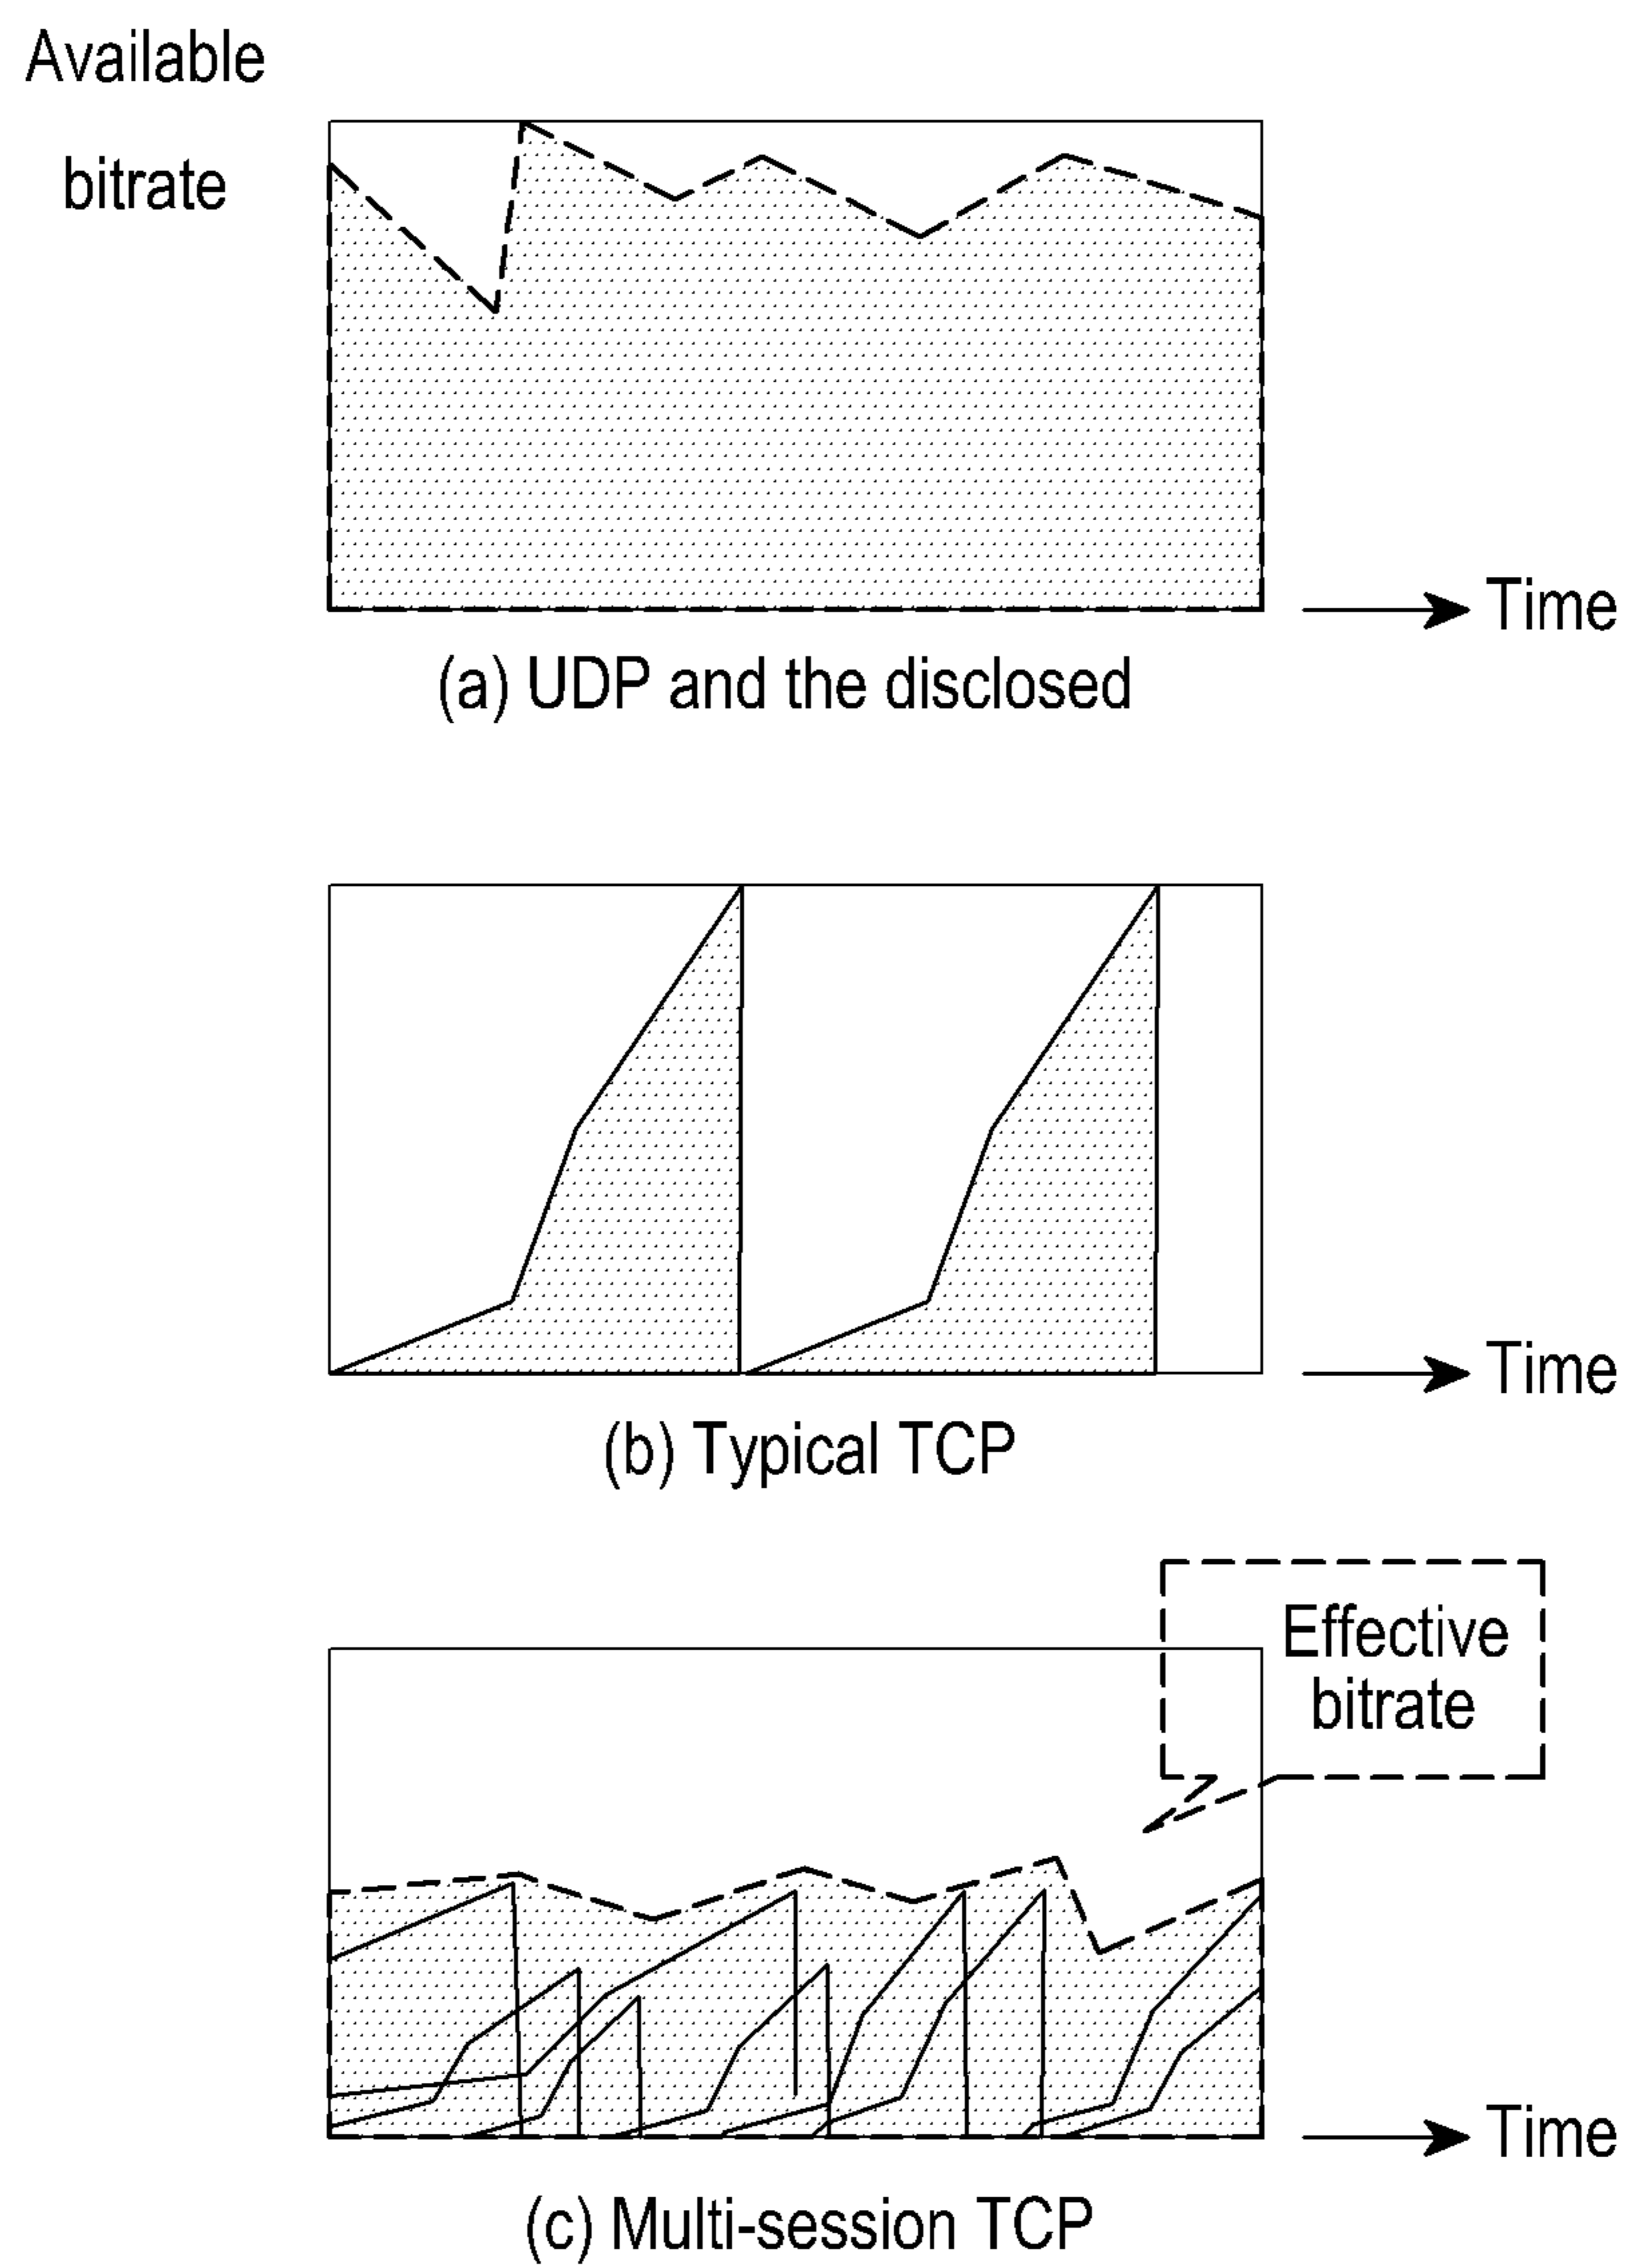 Available
bitrate
Time
(a) UDP and the disclosed
Time
(b) Typical TCP
Effective
bitrate
Time
(c) Multi-session TCP